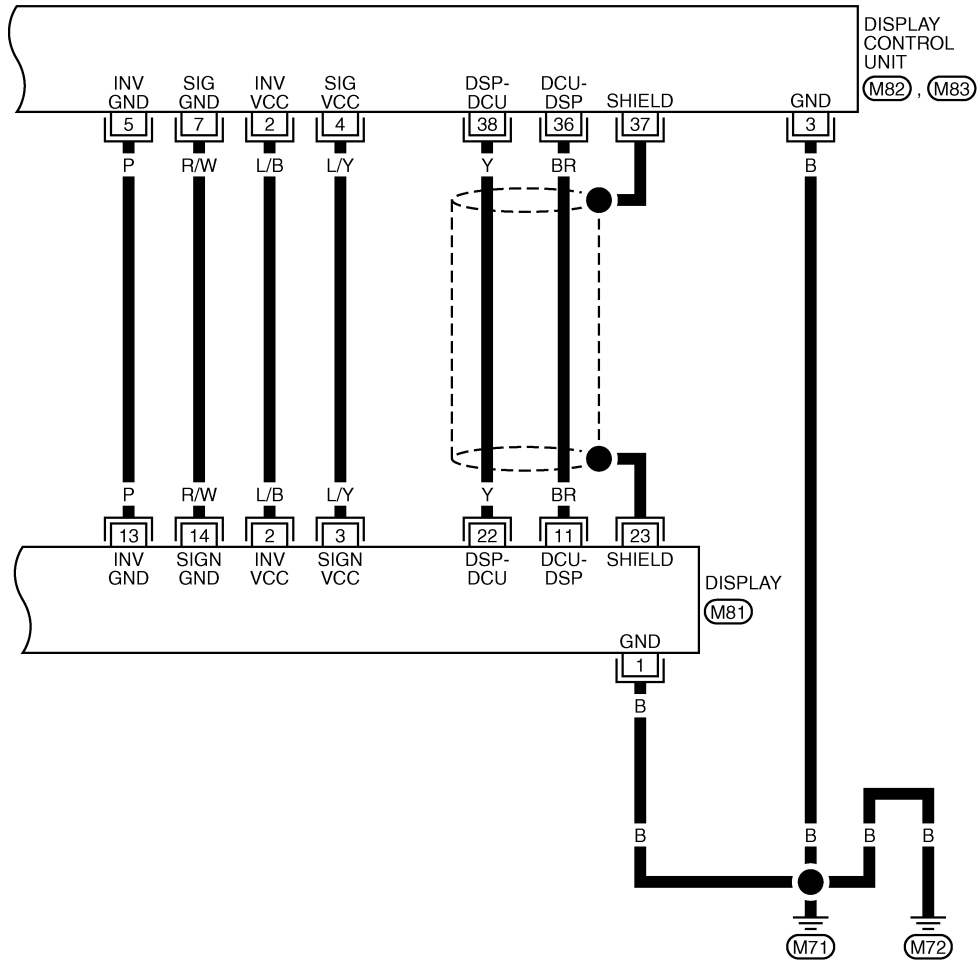 DISPLAY
CONTROL
UNIT
M82 , M83
INV GND
SIG GND
INV VCC
SIG VCC
DSP-DCU
DCU-DSP
SHIELD
GND
5 7 2 4 38 36 37 3
P R/W L/B L/Y Y BR B
P R/W L/B L/Y Y BR
13 14 2 3 22 11 23
INV GND
SIGN GND
INV VCC
SIGN VCC
DSP-DCU
DCU-DSP
SHIELD
DISPLAY
M81
GND
1
B
B B B B
M71 M72